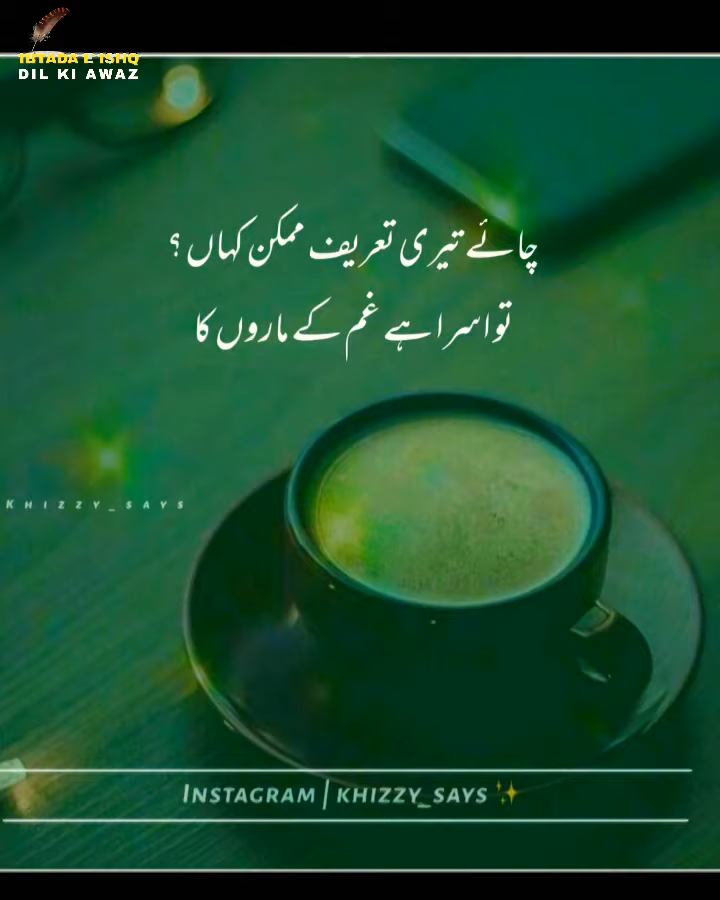 IBTADA E ISHQ
DIL KI AWAZ
چائے تیری تعریف ممکن کہاں ؟
تو اسرا ہے غم کے ماروں کا
KHIZZY_SAYS
INSTAGRAM | KHIZZY_SAYS ✨